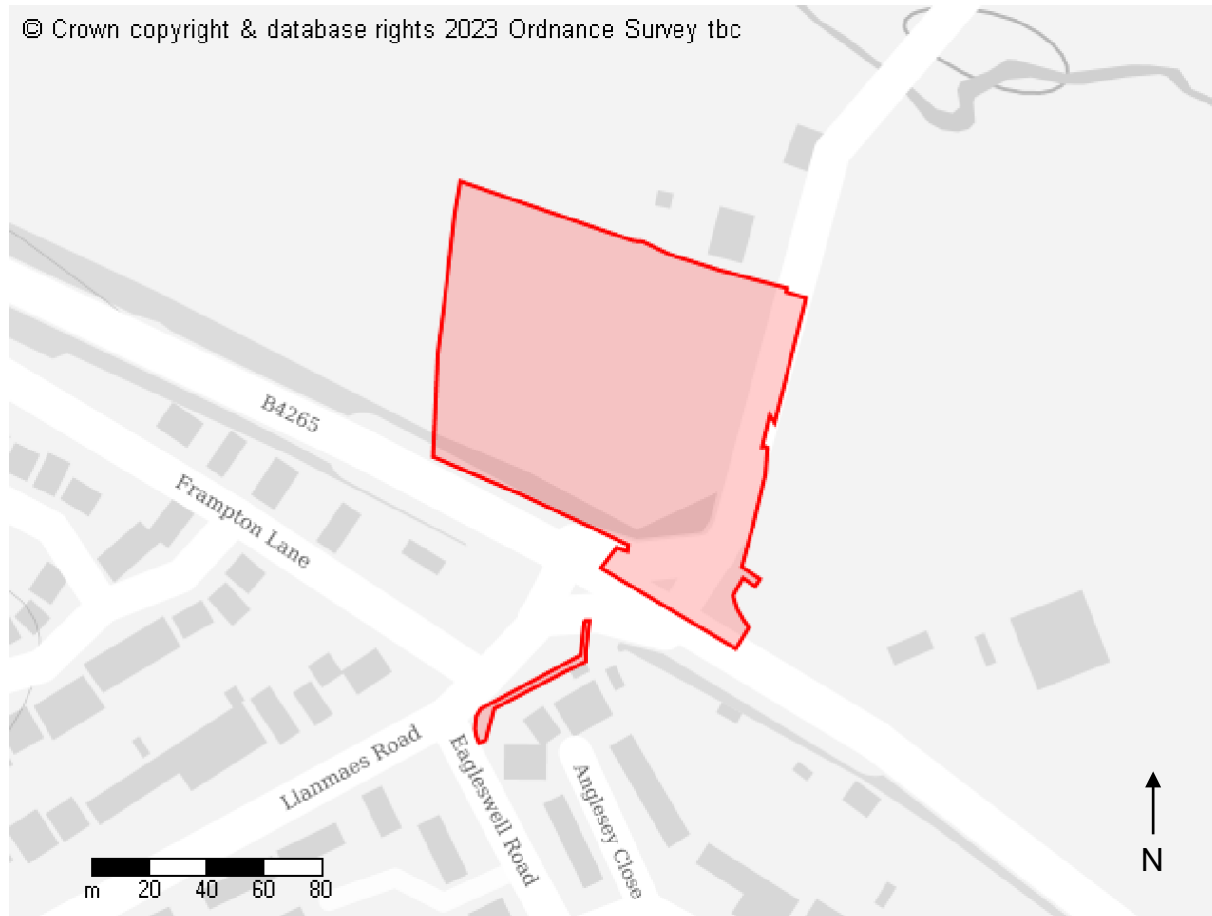 © Crown copyright & database rights 2023 Ordnance Survey tbc
B4265
Frampton Lane
Llanmaes Road
Eagleswell Road
Anglesey Close
N
m 20 40 60 80